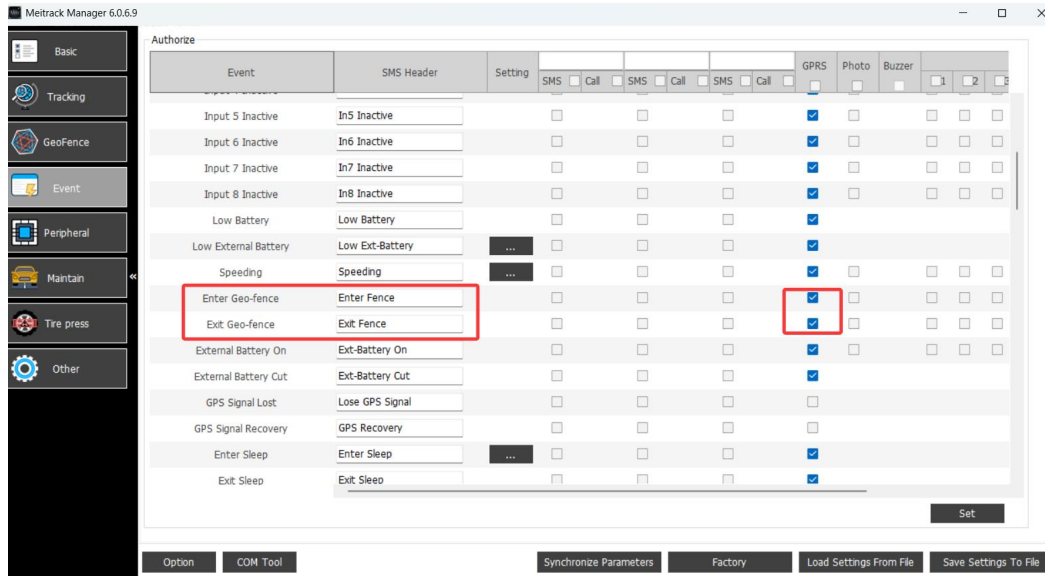 Meitrack Manager 6.0.6.9
Basic
Tracking
GeoFence
Event
Peripheral
Maintain
Tire press
Other
«
Authorize
Event SMS Header Setting GPRS Photo Buzzer
SMS Call SMS Call SMS Call 1 2 3
Input 5 Inactive In5 Inactive
Input 6 Inactive In6 Inactive
Input 7 Inactive In7 Inactive
Input 8 Inactive In8 Inactive
Low Battery Low Battery
Low External Battery Low Ext-Battery ...
Speeding Speeding ...
Enter Geo-fence Enter Fence
Exit Geo-fence Exit Fence
External Battery On Ext-Battery On
External Battery Cut Ext-Battery Cut
GPS Signal Lost Lose GPS Signal
GPS Signal Recovery GPS Recovery
Enter Sleep Enter Sleep ...
Exit Sleep Exit Sleep
Set
Option COM Tool Synchronize Parameters Factory Load Settings From File Save Settings To File